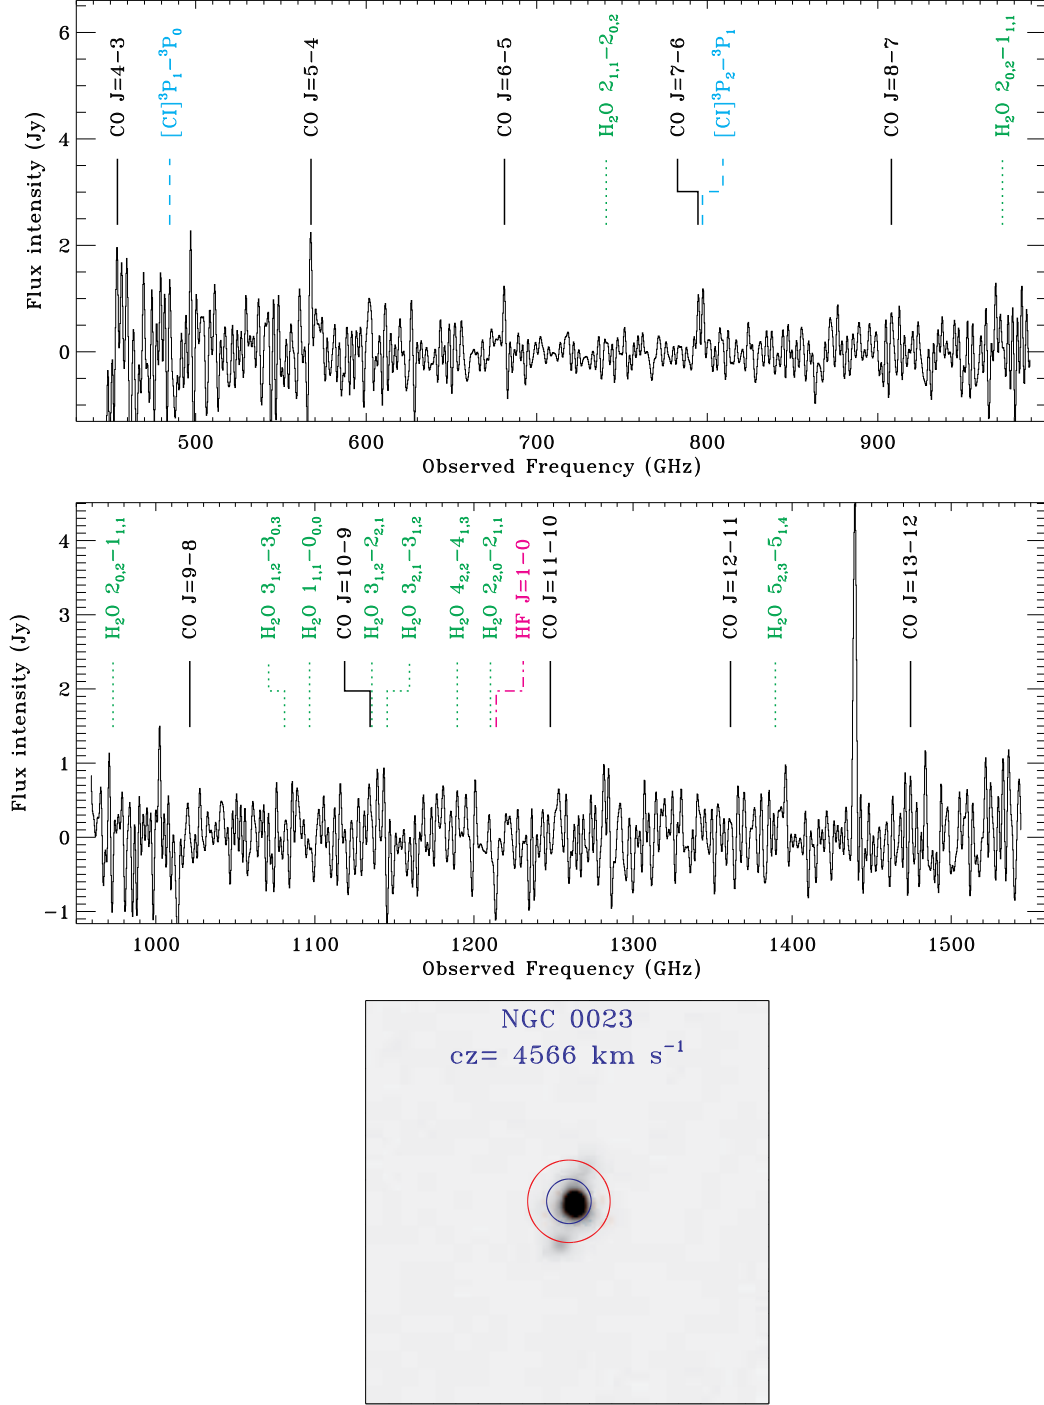 CO J=4−3
[CI]³P₁−³P₀
CO J=5−4
CO J=6−5
H₂O 2₁,₁−2₀,₂
CO J=7−6
[CI]³P₂−³P₁
CO J=8−7
H₂O 2₀,₂−1₁,₁
Flux intensity (Jy)
6
4
2
0
500 600 700 800 900
Observed Frequency (GHz)
H₂O 2₀,₂−1₁,₁
CO J=9−8
H₂O 3₁,₂−3₀,₃
H₂O 1₁,₁−0₀,₀
CO J=10−9
H₂O 3₁,₂−2₂,₁
H₂O 3₂,₁−3₁,₂
H₂O 4₂,₂−4₁,₃
H₂O 2₂,₀−2₁,₁
HF J=1−0
CO J=11−10
CO J=12−11
H₂O 5₂,₃−5₁,₄
CO J=13−12
Flux intensity (Jy)
4
3
2
1
0
−1
1000 1100 1200 1300 1400 1500
Observed Frequency (GHz)
NGC 0023
cz= 4566 km s⁻¹